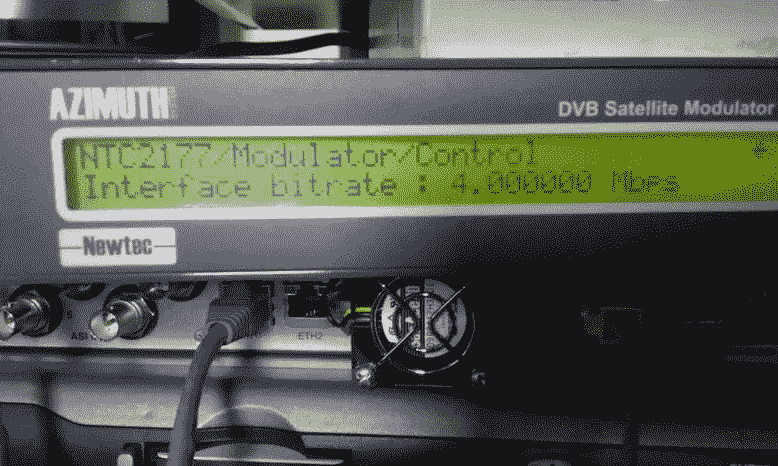 AZIMUTH
DVB Satellite Modulator
NTC2177/Modulator/Control
Interface bitrate : 4.000000 Mbps
Newtec
ASI
ETH2